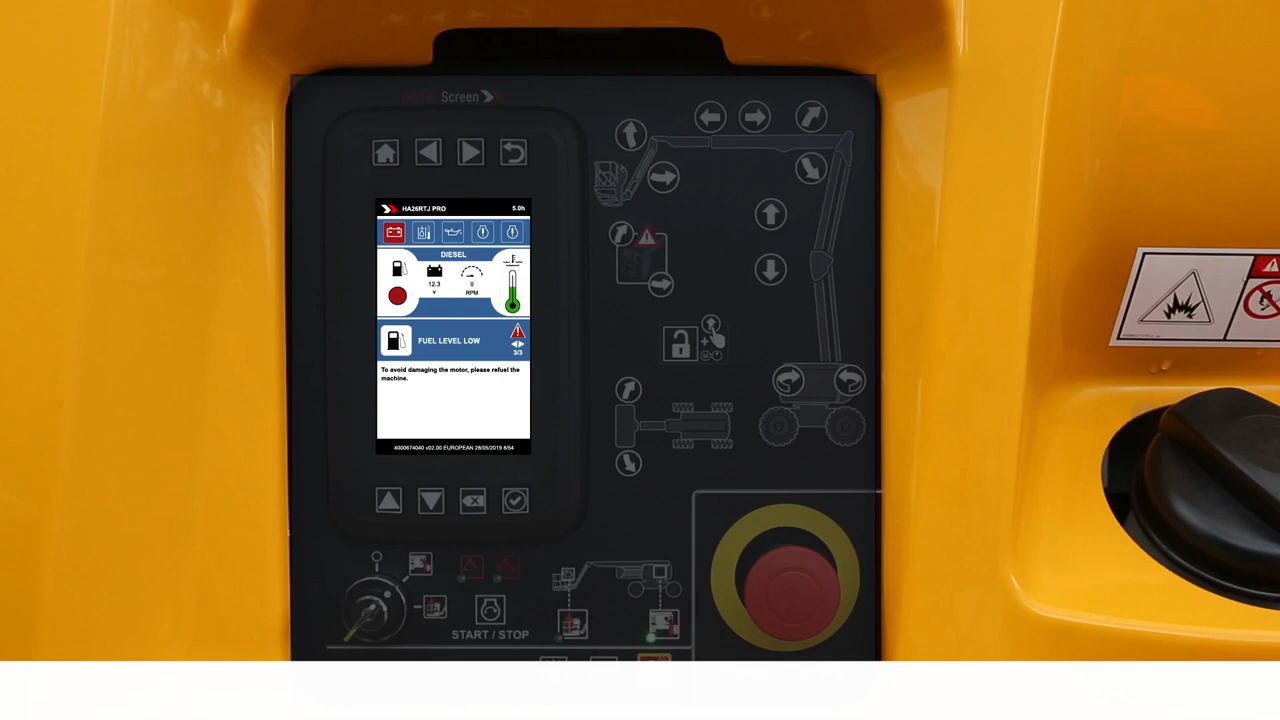 Screen
HA26RTJ PRO 5.0h
DIESEL
12.3
V
0
RPM
FUEL LEVEL LOW
3/3
To avoid damaging the motor, please refuel the
machine.
4000674040 v02.00 EUROPEAN 28/05/2019 8/54
START / STOP